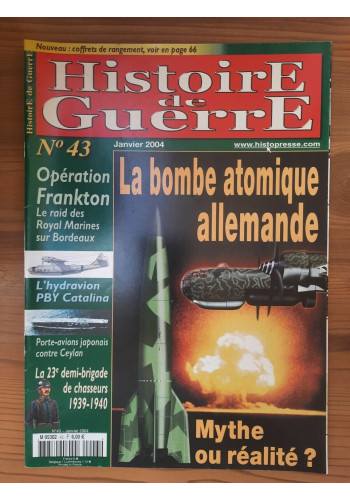 Nouveau : coffrets de rangement, voir en page 66
Histoire de Guerre
HistoirE
de
GuerrE
N° 43
Janvier 2004
www.histopresse.com
Opération
Frankton
Le raid des
Royal Marines
sur Bordeaux
La bombe atomique
allemande
L'hydravion
PBY Catalina
Porte-avions japonais
contre Ceylan
La 23e demi-brigade
de chasseurs
1939-1940
Mythe
ou réalité ?